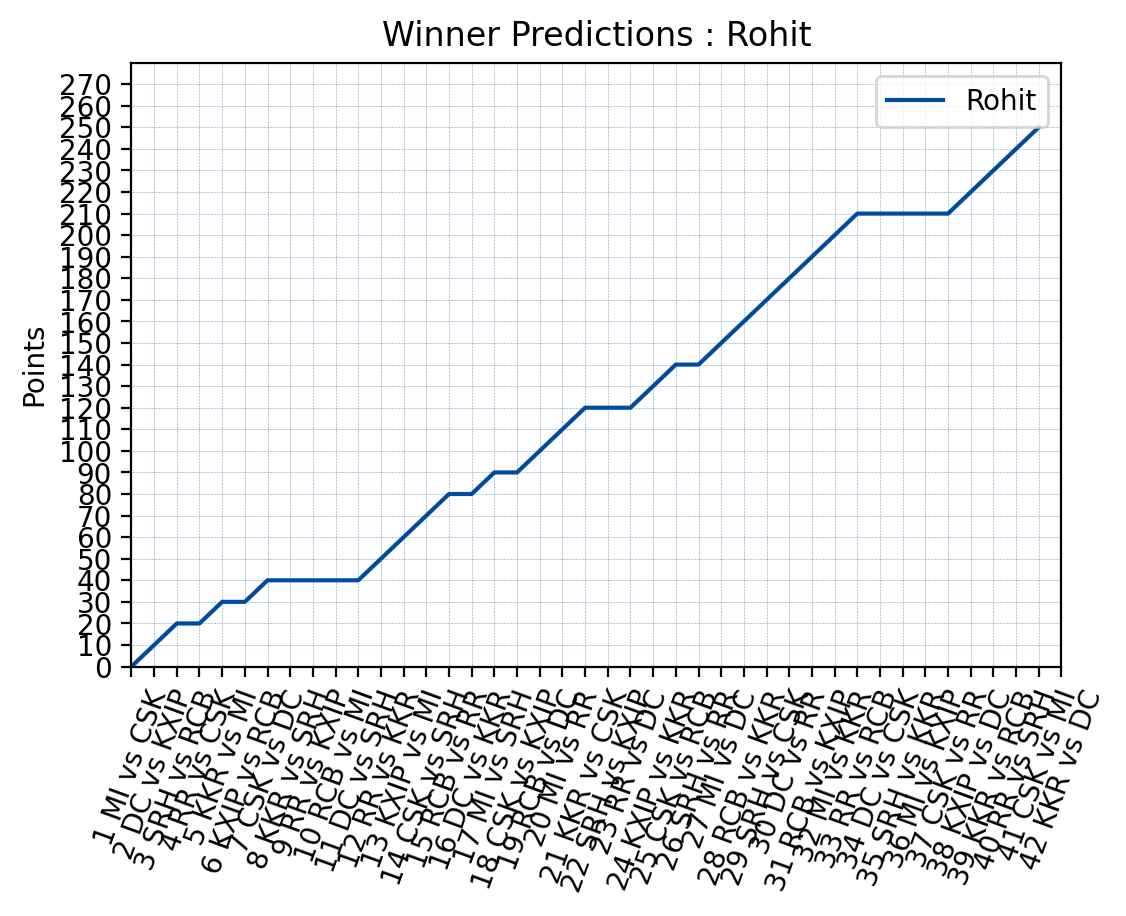 Winner Predictions : Rohit
Rohit
Points
270
260
250
240
230
220
210
200
190
180
170
160
150
140
130
120
110
100
90
80
70
60
50
40
30
20
10
0
1 MI vs CSK
2 DC vs KXIP
3 SRH vs RCB
4 RR vs CSK
5 KKR vs MI
6 KXIP vs RCB
7 CSK vs DC
8 KKR vs SRH
9 RR vs KXIP
10 RCB vs MI
11 DC vs SRH
12 RR vs KKR
13 KXIP vs MI
14 CSK vs SRH
15 RCB vs RR
16 DC vs KKR
17 MI vs SRH
18 CSK vs KXIP
19 RCB vs DC
20 MI vs RR
21 KKR vs CSK
22 SRH vs KXIP
23 RR vs DC
24 KXIP vs KKR
25 CSK vs RCB
26 SRH vs RR
27 MI vs DC
28 RCB vs KKR
29 SRH vs CSK
30 DC vs RR
31 RCB vs KXIP
32 MI vs KKR
33 RR vs RCB
34 DC vs CSK
35 SRH vs KKR
36 MI vs KXIP
37 CSK vs RR
38 KXIP vs DC
39 KKR vs RCB
40 RR vs SRH
41 CSK vs MI
42 KKR vs DC